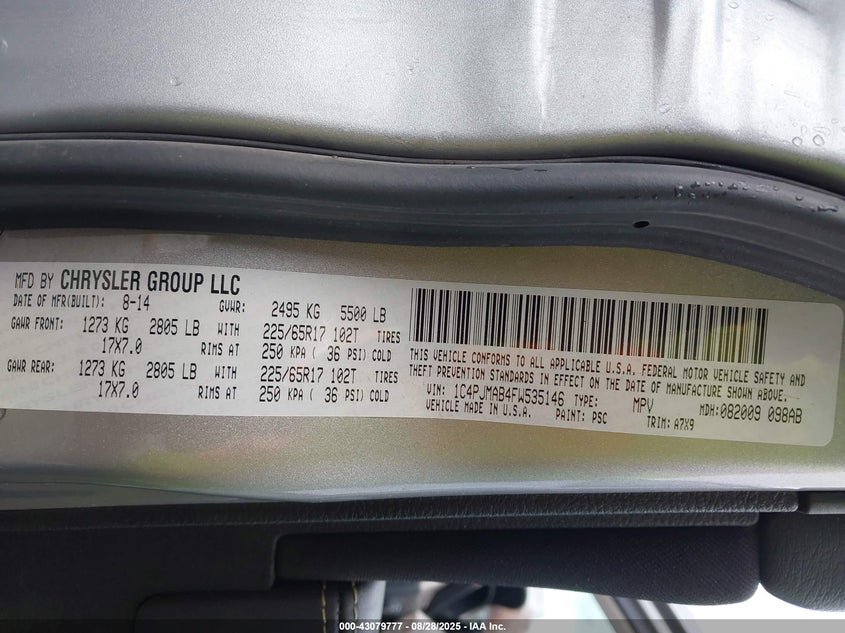 MFD BY CHRYSLER GROUP LLC
DATE OF MFR(BUILT): 8-14 GVWR: 2495 KG 5500 LB
GAWR FRONT: 1273 KG 2805 LB WITH 225/65R17 102T TIRES
17X7.0 RIMS AT 250 KPA ( 36 PSI) COLD
GAWR REAR: 1273 KG 2805 LB WITH 225/65R17 102T TIRES
17X7.0 RIMS AT 250 KPA ( 36 PSI) COLD
THIS VEHICLE CONFORMS TO ALL APPLICABLE U.S.A. FEDERAL MOTOR VEHICLE SAFETY AND
THEFT PREVENTION STANDARDS IN EFFECT ON THE DATE OF MANUFACTURE SHOWN ABOVE.
VIN: 1C4PJMAB4FW535146 TYPE: MPV MDH:082009 098AB
VEHICLE MADE IN U.S.A. PAINT: PSC TRIM: A7X9
000-43079777 - 08/28/2025 - IAA Inc.